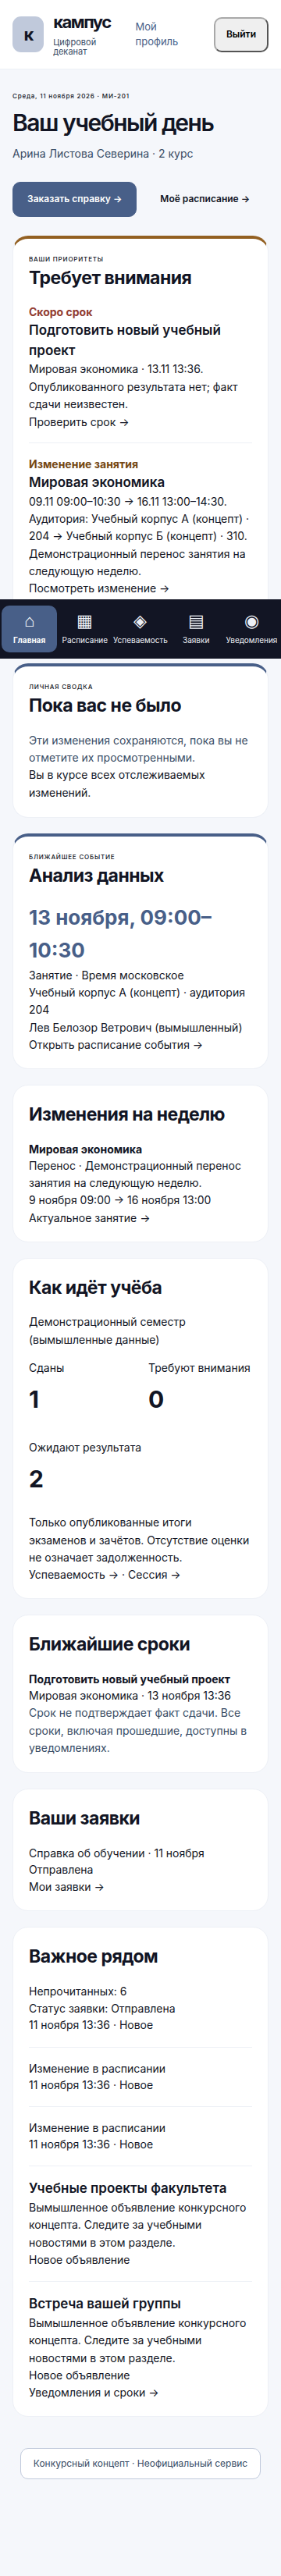 К
кампус
Цифровой
деканат
Мой
профиль
Выйти
Среда, 11 ноября 2026 · МИ-201
Ваш учебный день
Арина Листова Северина · 2 курс
Заказать справку →
Моё расписание →
ВАШИ ПРИОРИТЕТЫ
Требует внимания
Скоро срок
Подготовить новый учебный
проект
Мировая экономика · 13.11 13:36.
Опубликованного результата нет; факт
сдачи неизвестен.
Проверить срок →
Изменение занятия
Мировая экономика
09.11 09:00–10:30 → 16.11 13:00–14:30.
Аудитория: Учебный корпус А (концепт) ·
204 → Учебный корпус Б (концепт) · 310.
Демонстрационный перенос занятия на
следующую неделю.
Посмотреть изменение →
Главная
Расписание
Успеваемость
Заявки
Уведомления
ЛИЧНАЯ СВОДКА
Пока вас не было
Эти изменения сохраняются, пока вы не
отметите их просмотренными.
Вы в курсе всех отслеживаемых
изменений.
БЛИЖАЙШЕЕ СОБЫТИЕ
Анализ данных
13 ноября, 09:00–
10:30
Занятие · Время московское
Учебный корпус А (концепт) · аудитория
204
Лев Белозор Ветрович (вымышленный)
Открыть расписание события →
Изменения на неделю
Мировая экономика
Перенос · Демонстрационный перенос
занятия на следующую неделю.
9 ноября 09:00 → 16 ноября 13:00
Актуальное занятие →
Как идёт учёба
Демонстрационный семестр
(вымышленные данные)
Сданы
1
Требуют внимания
0
Ожидают результата
2
Только опубликованные итоги
экзаменов и зачётов. Отсутствие оценки
не означает задолженность.
Успеваемость → · Сессия →
Ближайшие сроки
Подготовить новый учебный проект
Мировая экономика · 13 ноября 13:36
Срок не подтверждает факт сдачи. Все
сроки, включая прошедшие, доступны в
уведомлениях.
Ваши заявки
Справка об обучении · 11 ноября
Отправлена
Мои заявки →
Важное рядом
Непрочитанных: 6
Статус заявки: Отправлена
11 ноября 13:36 · Новое
Изменение в расписании
11 ноября 13:36 · Новое
Изменение в расписании
11 ноября 13:36 · Новое
Учебные проекты факультета
Вымышленное объявление конкурсного
концепта. Следите за учебными
новостями в этом разделе.
Новое объявление
Встреча вашей группы
Вымышленное объявление конкурсного
концепта. Следите за учебными
новостями в этом разделе.
Новое объявление
Уведомления и сроки →
Конкурсный концепт · Неофициальный сервис